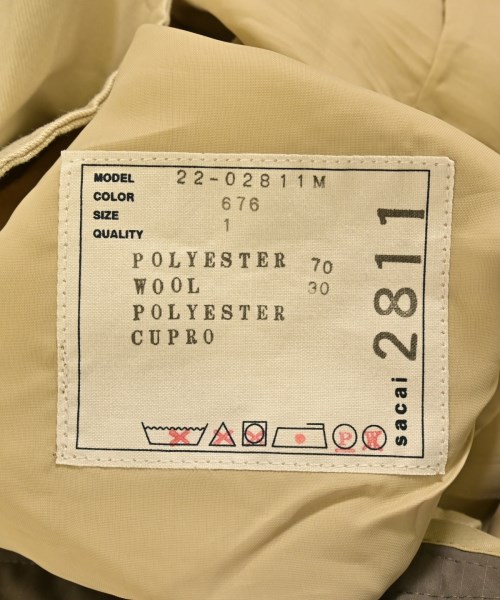 MODEL 22-02811M
COLOR 676
SIZE 1
QUALITY
POLYESTER 70
WOOL 30
POLYESTER
CUPRO
sacai 2811
P W